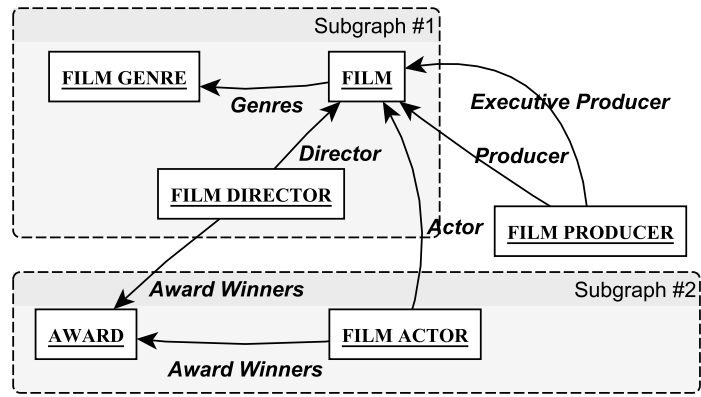 Subgraph #1
FILM GENRE
FILM
Genres
Executive Producer
Director
Producer
FILM DIRECTOR
Actor
FILM PRODUCER
Award Winners
Subgraph #2
AWARD
FILM ACTOR
Award Winners